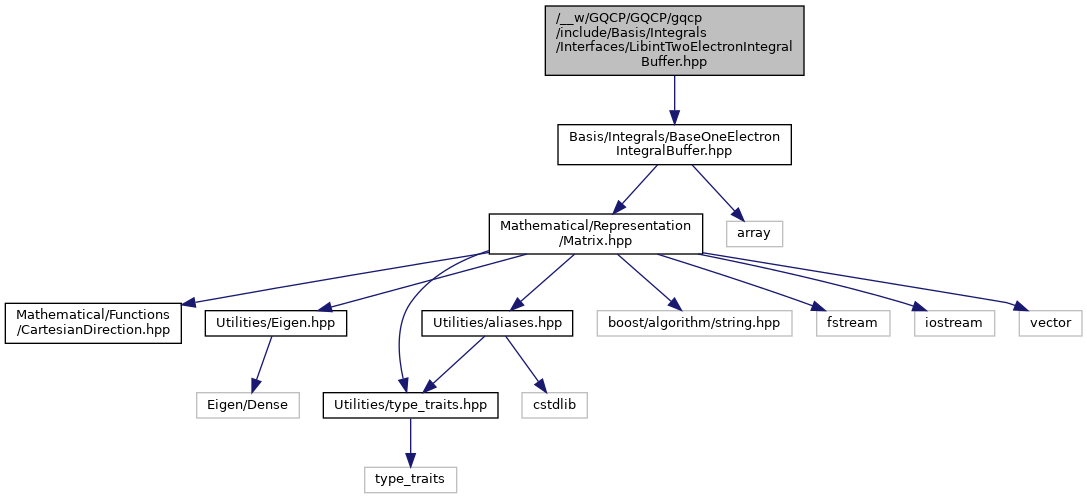 /__w/GQCP/GQCP/gqcp
/include/Basis/Integrals
/Interfaces/LibintTwoElectronIntegral
Buffer.hpp
Basis/Integrals/BaseOneElectron
IntegralBuffer.hpp
Mathematical/Representation
/Matrix.hpp
array
Mathematical/Functions
/CartesianDirection.hpp
Utilities/Eigen.hpp
Utilities/aliases.hpp
boost/algorithm/string.hpp
fstream
iostream
vector
Eigen/Dense
Utilities/type_traits.hpp
cstdlib
type_traits